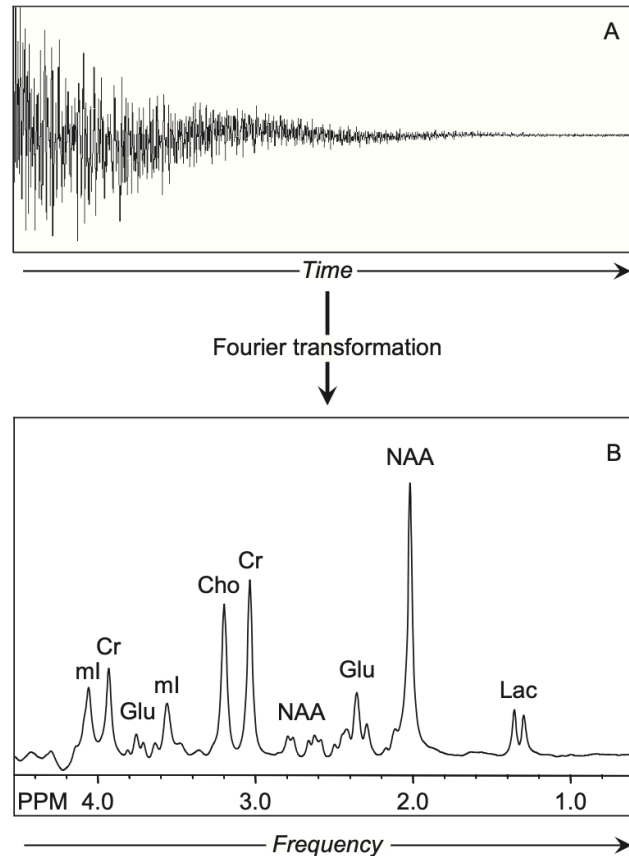 A
Time
Fourier transformation
B
NAA
Cr
Cho
Cr
mI
Glu
mI
NAA
Glu
Lac
PPM 4.0 3.0 2.0 1.0
Frequency